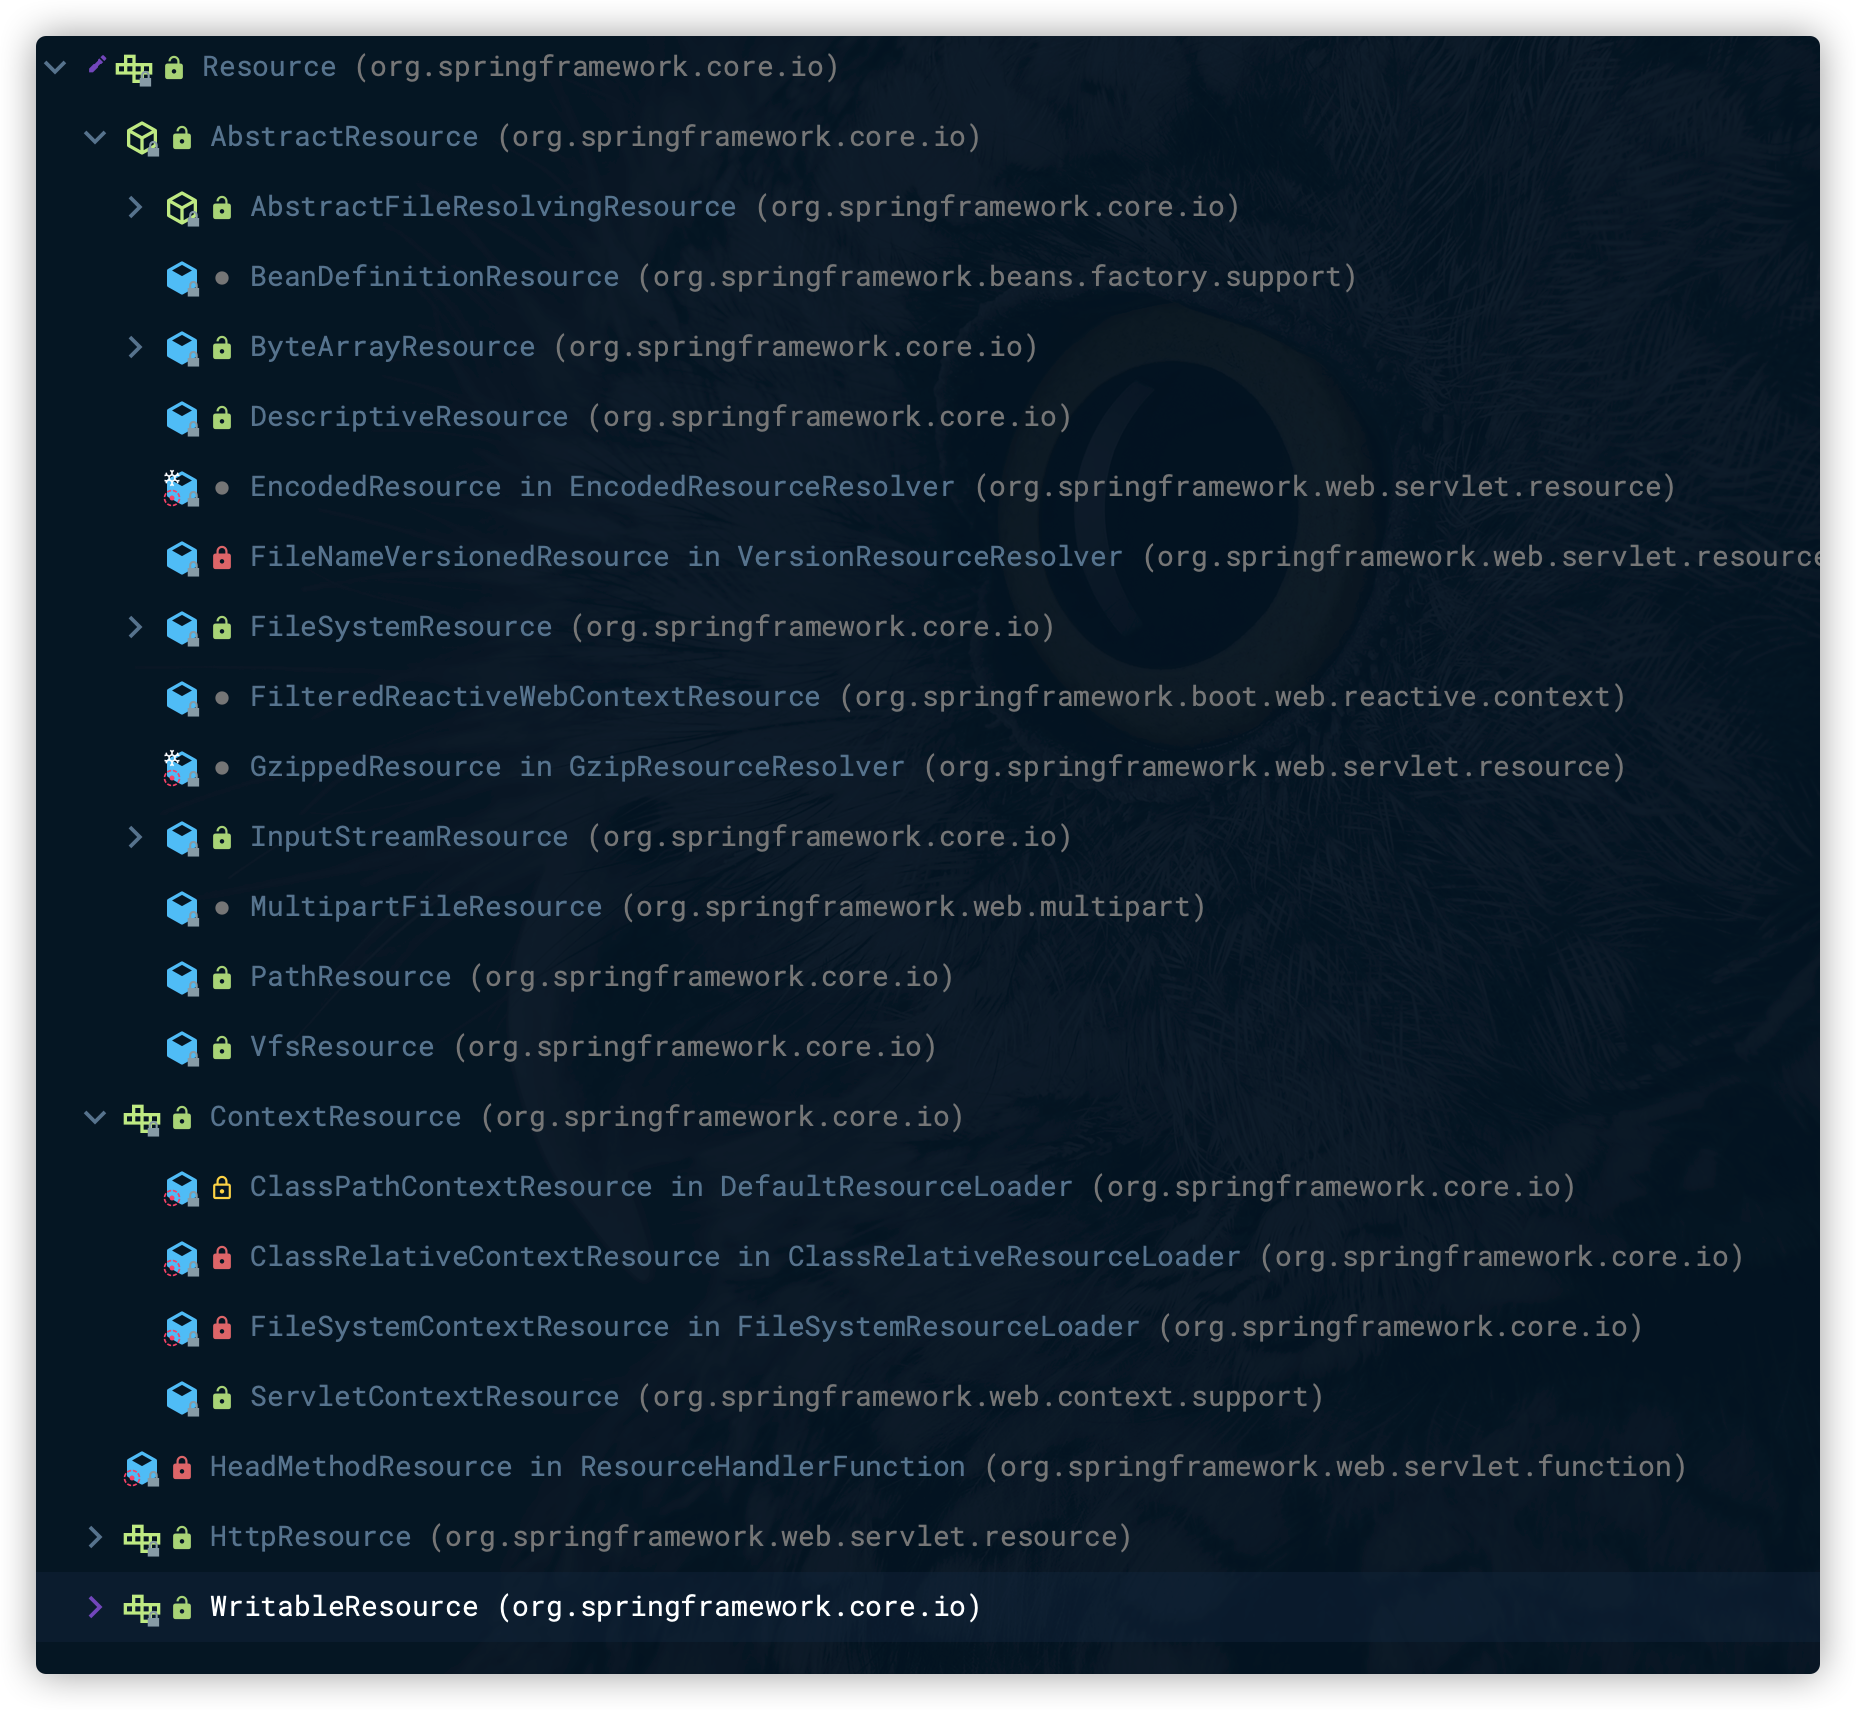 Resource (org.springframework.core.io)
AbstractResource (org.springframework.core.io)
AbstractFileResolvingResource (org.springframework.core.io)
BeanDefinitionResource (org.springframework.beans.factory.support)
ByteArrayResource (org.springframework.core.io)
DescriptiveResource (org.springframework.core.io)
EncodedResource in EncodedResourceResolver (org.springframework.web.servlet.resource)
FileNameVersionedResource in VersionResourceResolver (org.springframework.web.servlet.resource
FileSystemResource (org.springframework.core.io)
FilteredReactiveWebContextResource (org.springframework.boot.web.reactive.context)
GzippedResource in GzipResourceResolver (org.springframework.web.servlet.resource)
InputStreamResource (org.springframework.core.io)
MultipartFileResource (org.springframework.web.multipart)
PathResource (org.springframework.core.io)
VfsResource (org.springframework.core.io)
ContextResource (org.springframework.core.io)
ClassPathContextResource in DefaultResourceLoader (org.springframework.core.io)
ClassRelativeContextResource in ClassRelativeResourceLoader (org.springframework.core.io)
FileSystemContextResource in FileSystemResourceLoader (org.springframework.core.io)
ServletContextResource (org.springframework.web.context.support)
HeadMethodResource in ResourceHandlerFunction (org.springframework.web.servlet.function)
HttpResource (org.springframework.web.servlet.resource)
WritableResource (org.springframework.core.io)